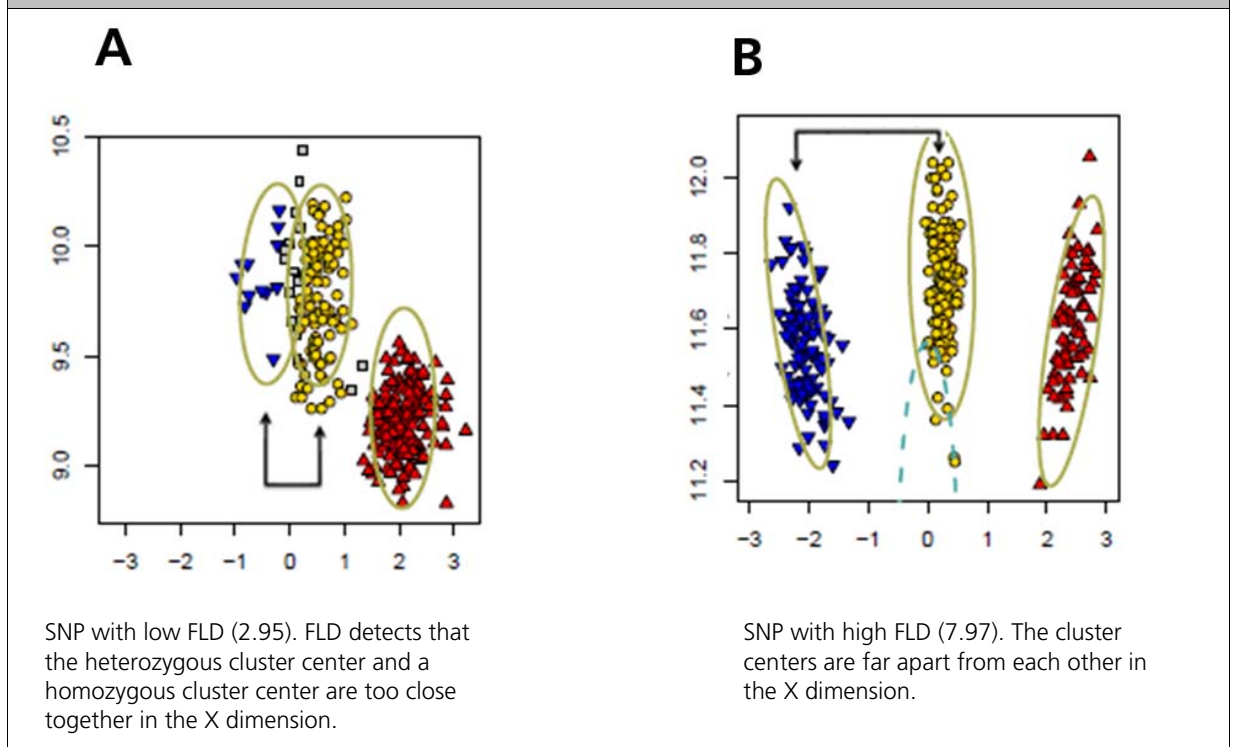 A
10.5
10.0
9.5
9.0
−3 −2 −1 0 1 2 3
SNP with low FLD (2.95). FLD detects that
the heterozygous cluster center and a
homozygous cluster center are too close
together in the X dimension.
B
12.0
11.8
11.6
11.4
11.2
−3 −2 −1 0 1 2 3
SNP with high FLD (7.97). The cluster
centers are far apart from each other in
the X dimension.